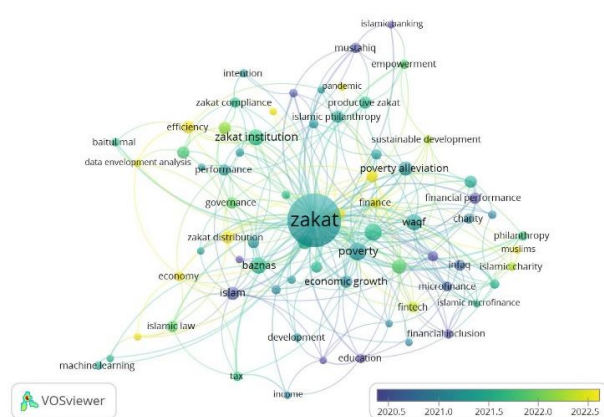 islamic banking
mustahiq
empowerment
intention
pandemic
zakat compliance
productive zakat
islamic philanthropy
efficiency
zakat institution
sustainable development
baitul mal
data envelopment analysis
performance
poverty alleviation
financial performance
governance
finance
zakat
waqf
charity
zakat distribution
philanthropy
poverty
muslims
baznas
infaq
islamic charity
economy
economic growth
microfinance
islam
islamic microfinance
fintech
islamic law
development
financial inclusion
education
machine learning
tax
income
VOSviewer
2020.5 2021.0 2021.5 2022.0 2022.5